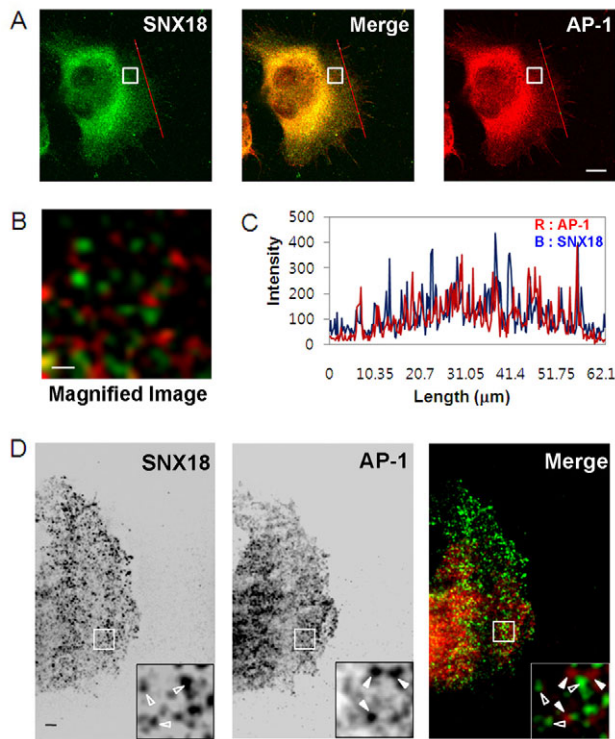 A
SNX18
Merge
AP-1
B
Magnified Image
C
R : AP-1
B : SNX18
Intensity
500
400
300
200
100
0
0 10.35 20.7 31.05 41.4 51.75 62.1
Length (μm)
D
SNX18
AP-1
Merge